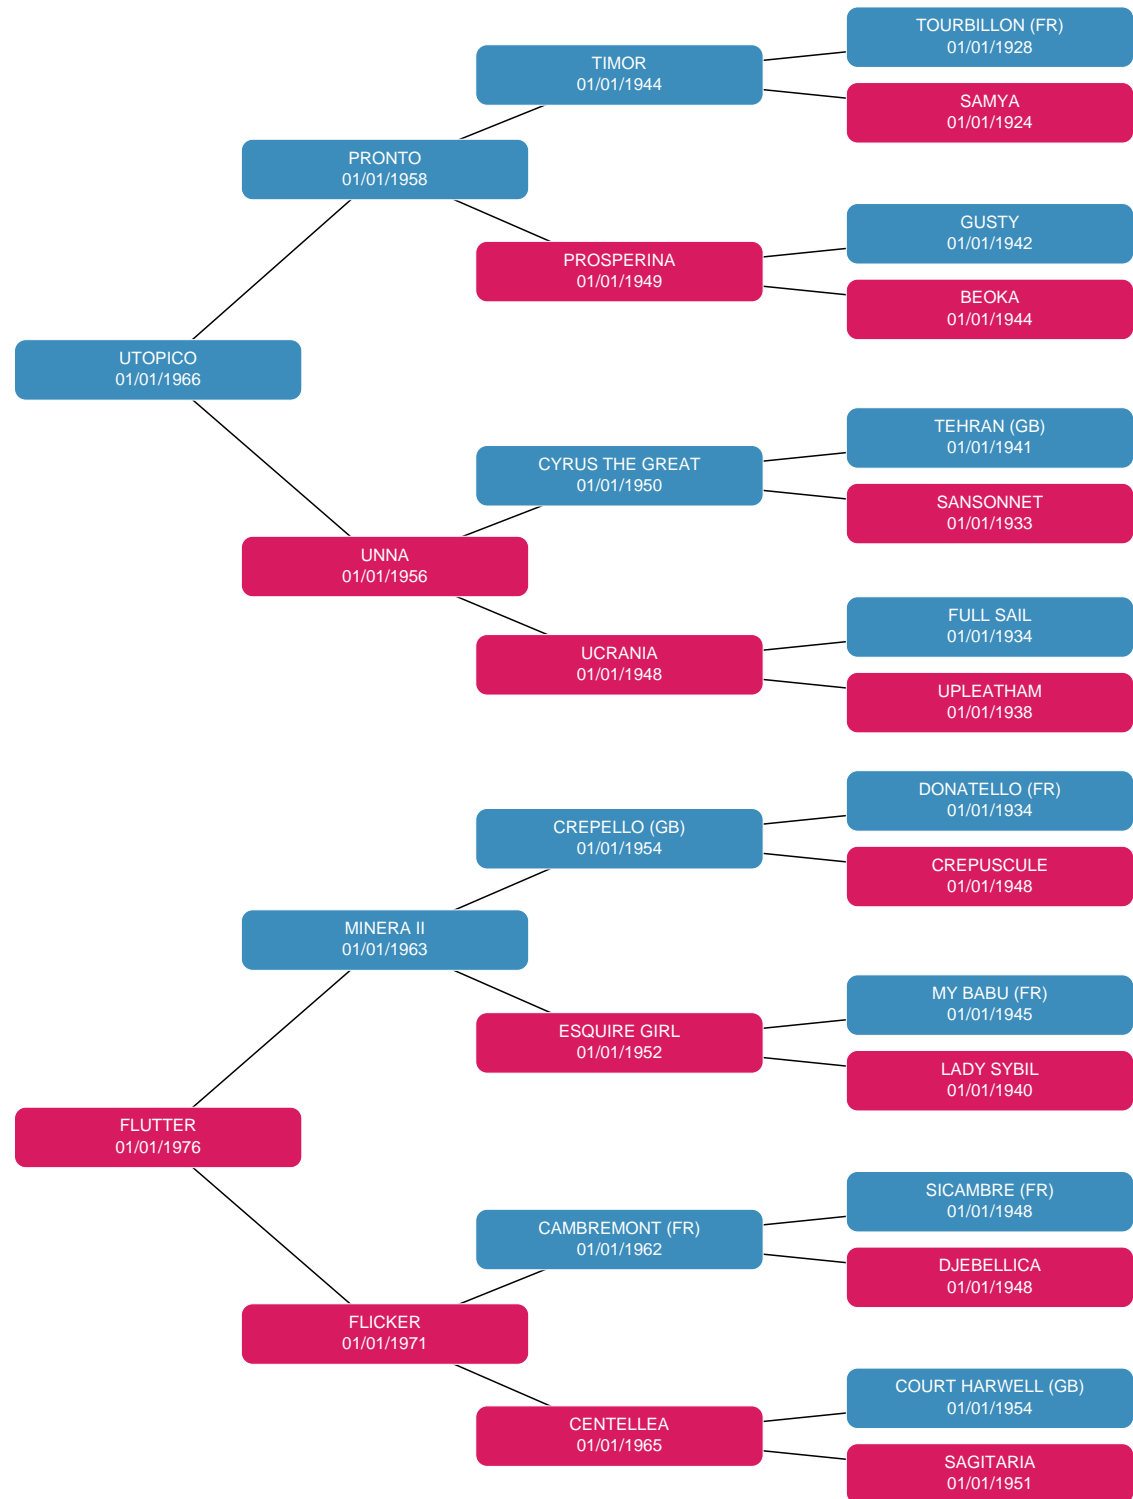 TOURBILLON (FR)
01/01/1928
TIMOR
01/01/1944
SAMYA
01/01/1924
PRONTO
01/01/1958
GUSTY
01/01/1942
PROSPERINA
01/01/1949
BEOKA
01/01/1944
UTOPICO
01/01/1966
TEHRAN (GB)
01/01/1941
CYRUS THE GREAT
01/01/1950
SANSONNET
01/01/1933
UNNA
01/01/1956
FULL SAIL
01/01/1934
UCRANIA
01/01/1948
UPLEATHAM
01/01/1938
DONATELLO (FR)
01/01/1934
CREPELLO (GB)
01/01/1954
CREPUSCULE
01/01/1948
MINERA II
01/01/1963
MY BABU (FR)
01/01/1945
ESQUIRE GIRL
01/01/1952
LADY SYBIL
01/01/1940
FLUTTER
01/01/1976
SICAMBRE (FR)
01/01/1948
CAMBREMONT (FR)
01/01/1962
DJEBELLICA
01/01/1948
FLICKER
01/01/1971
COURT HARWELL (GB)
01/01/1954
CENTELLEA
01/01/1965
SAGITARIA
01/01/1951